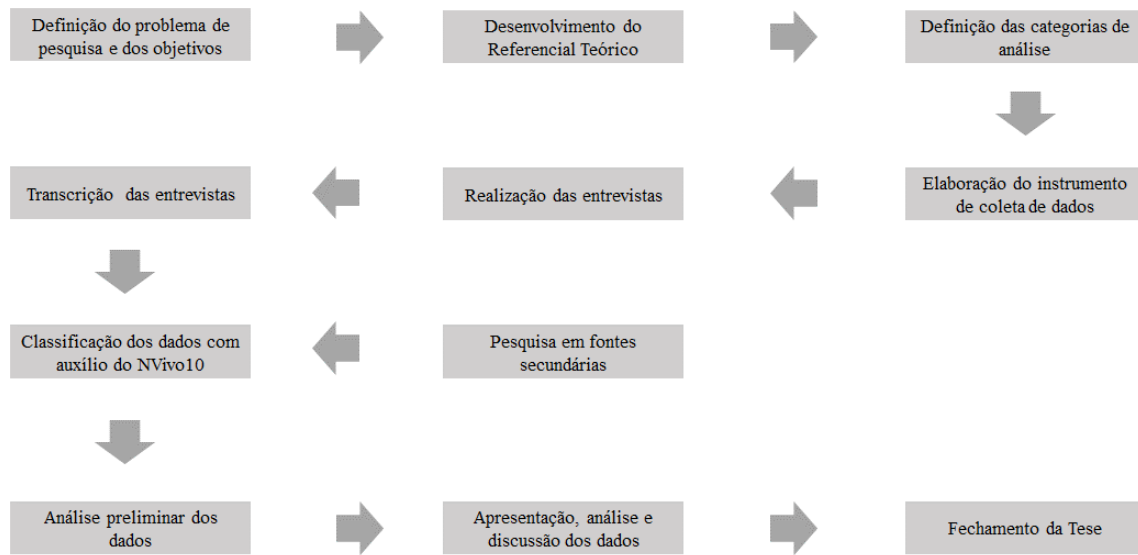 Definição do problema de
pesquisa e dos objetivos
Desenvolvimento do
Referencial Teórico
Definição das categorias de
análise
Transcrição das entrevistas
Realização das entrevistas
Elaboração do instrumento
de coleta de dados
Classificação dos dados com
auxílio do NVivo10
Pesquisa em fontes
secundárias
Análise preliminar dos
dados
Apresentação, análise e
discussão dos dados
Fechamento da Tese